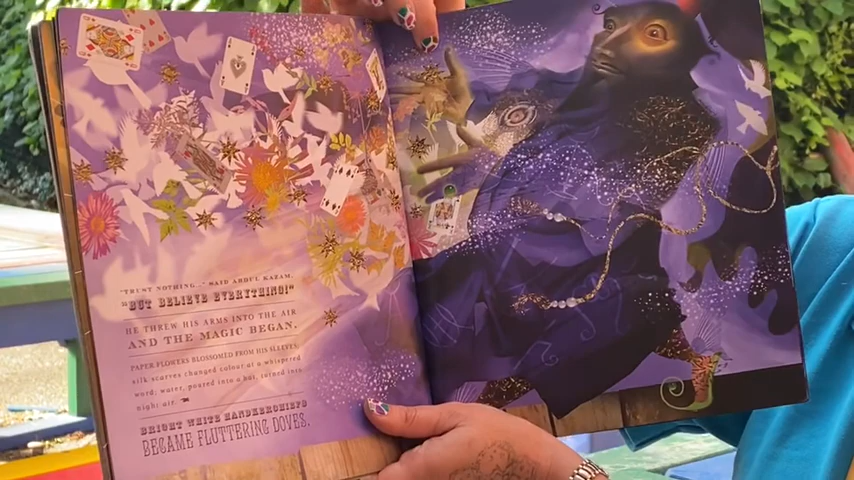 "TRUST NOTHING..." SAID ABDUL KAZAM.
"BUT BELIEVE EVERYTHING!"
HE THREW HIS ARMS INTO THE AIR
AND THE MAGIC BEGAN.
PAPER FLOWERS BLOSSOMED FROM HIS SLEEVES,
silk scarves changed colour at a whispered
word, water, poured into a hat, turned into
night air.
BRIGHT WHITE HANDKERCHIEFS
BECAME FLUTTERING DOVES.